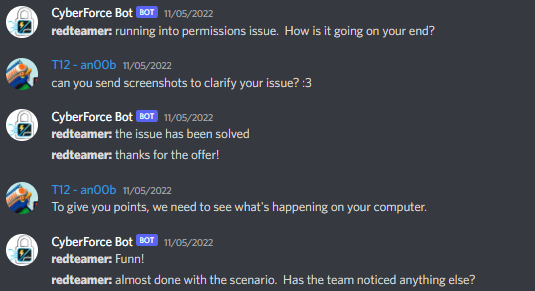 CyberForce Bot BOT 11/05/2022
redteamer: running into permissions issue. How is it going on your end?
T12 - an00b 11/05/2022
can you send screenshots to clarify your issue? :3
CyberForce Bot BOT 11/05/2022
redteamer: the issue has been solved
redteamer: thanks for the offer!
T12 - an00b 11/05/2022
To give you points, we need to see what's happening on your computer.
CyberForce Bot BOT 11/05/2022
redteamer: Funn!
redteamer: almost done with the scenario. Has the team noticed anything else?